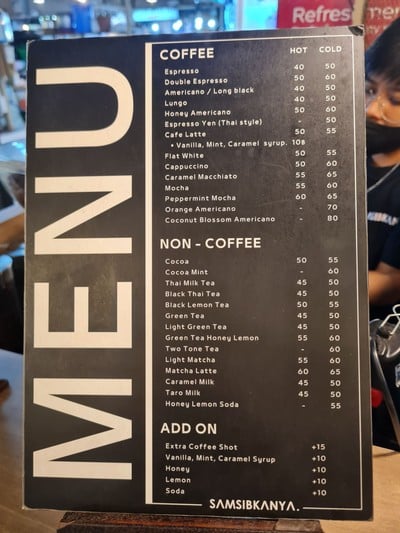 Refreshmen
MENU
COFFEE HOT COLD
Espresso 40 50
Double Espresso 50 60
Americano / Long black 40 50
Lungo 40 50
Honey Americano 50 60
Espresso Yen (Thai style) - 50
Cafe Latte 50 55
• Vanilla, Mint, Caramel syrup. 10฿
Flat White 50 55
Cappuccino 50 60
Caramel Macchiato 55 65
Mocha 55 60
Peppermint Mocha 60 65
Orange Americano - 70
Coconut Blossom Americano - 80
NON - COFFEE
Cocoa 50 55
Cocoa Mint - 60
Thai Milk Tea 45 50
Black Thai Tea 45 50
Black Lemon Tea 50 55
Green Tea 45 50
Light Green Tea 45 50
Green Tea Honey Lemon 55 60
Two Tone Tea - 60
Light Matcha 55 60
Matcha Latte 60 65
Caramel Milk 45 50
Taro Milk 45 50
Honey Lemon Soda - 55
ADD ON
Extra Coffee Shot +15
Vanilla, Mint, Caramel Syrup +10
Honey +10
Lemon +10
Soda +10
SAMSIBKANYA.